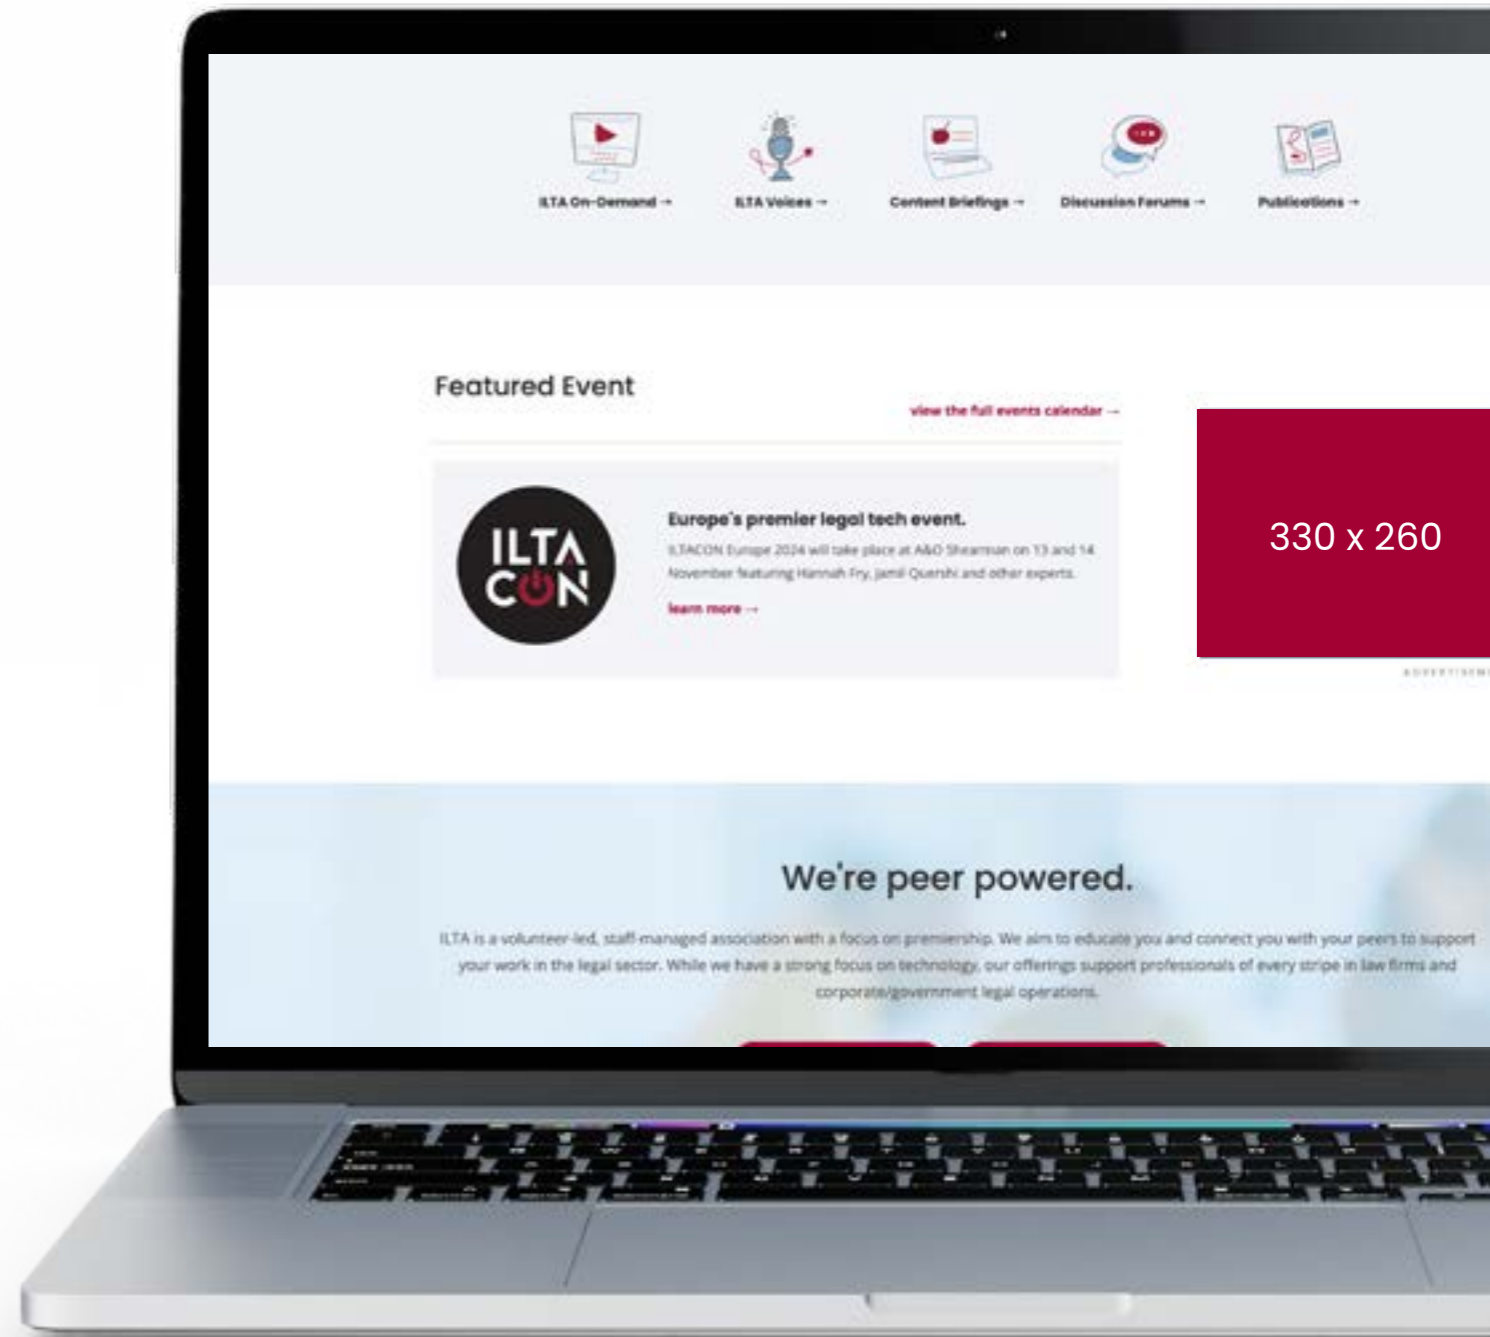 ILTA On-Demand →
ILTA Voices →
Content Briefings →
Discussion Forums →
Publications →
Featured Event
view the full events calendar →
ILTA
CON
Europe's premier legal tech event.
ILTACON Europe 2024 will take place at A&O Shearman on 13 and 14
November featuring Hannah Fry, Jamil Quershi and other experts.
learn more →
330 x 260
ADVERTISEM
We're peer powered.
ILTA is a volunteer-led, staff-managed association with a focus on premiership. We aim to educate you and connect you with your peers to support
your work in the legal sector. While we have a strong focus on technology, our offerings support professionals of every stripe in law firms and
corporate/government legal operations.